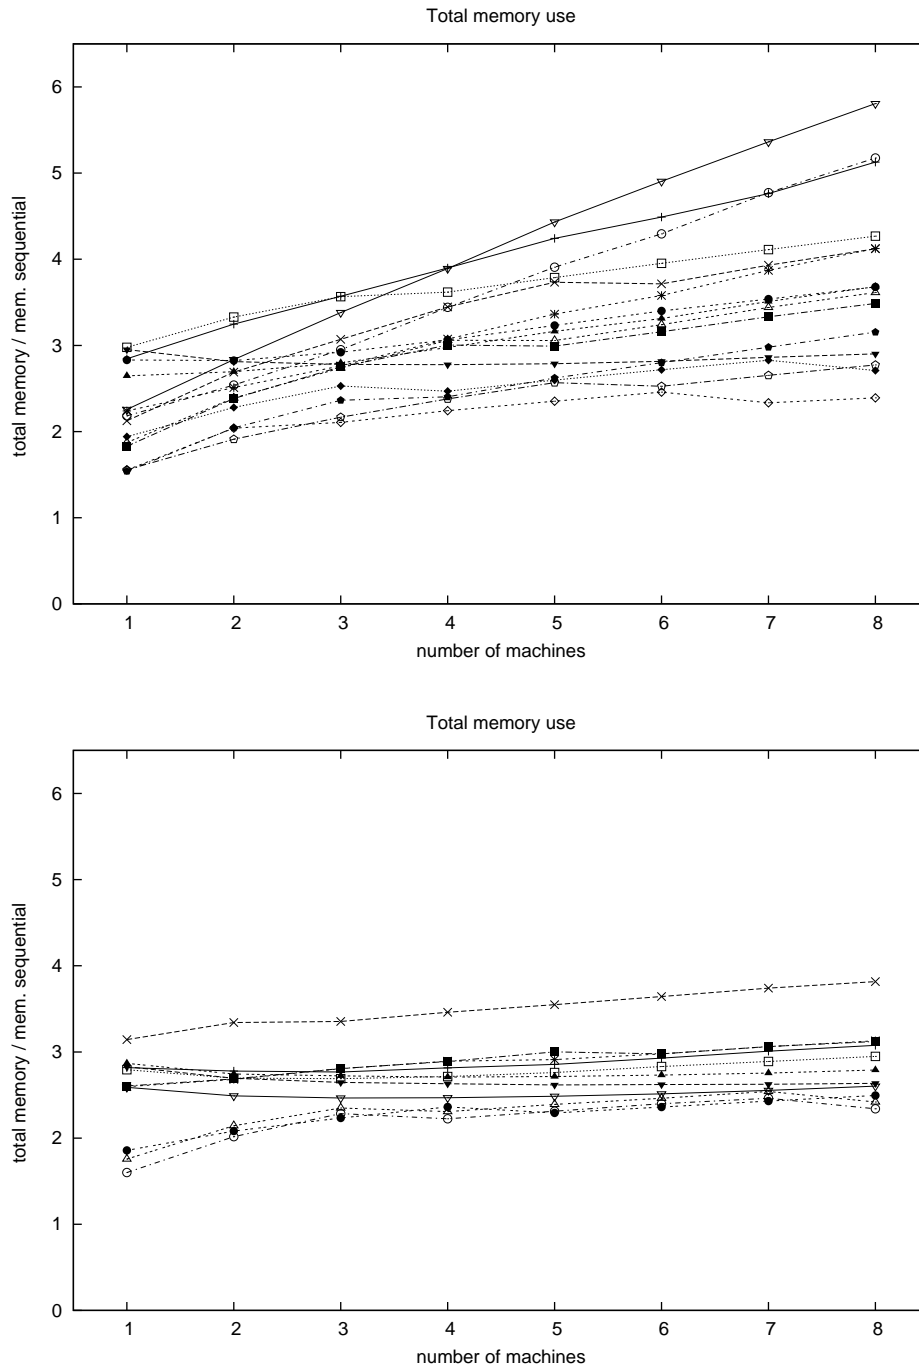 Total memory use
6
5
4
3
2
1
0
total memory / mem. sequential
1 2 3 4 5 6 7 8
number of machines
Total memory use
6
5
4
3
2
1
0
total memory / mem. sequential
1 2 3 4 5 6 7 8
number of machines